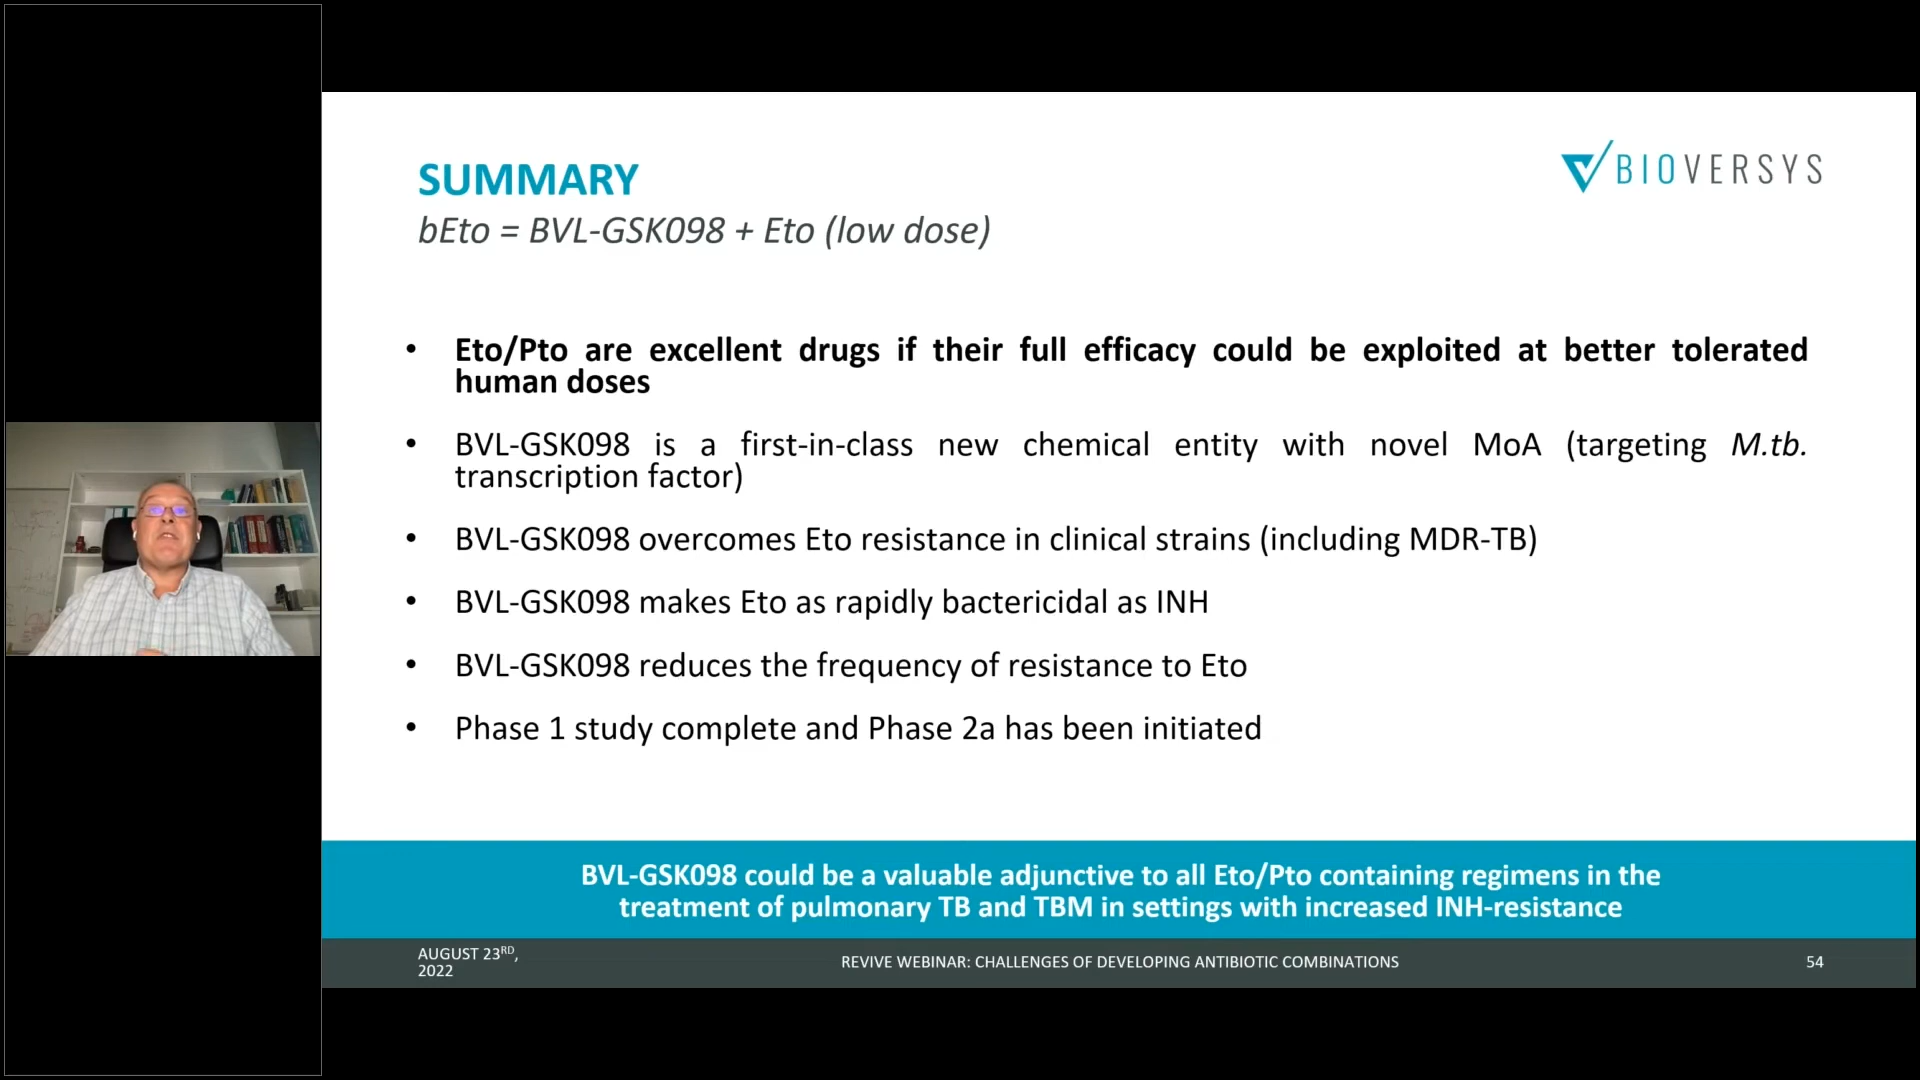 SUMMARY
BIOVERSYS
bEto = BVL-GSK098 + Eto (low dose)
• Eto/Pto are excellent drugs if their full efficacy could be exploited at better tolerated
human doses
• BVL-GSK098 is a first-in-class new chemical entity with novel MoA (targeting M.tb.
transcription factor)
• BVL-GSK098 overcomes Eto resistance in clinical strains (including MDR-TB)
• BVL-GSK098 makes Eto as rapidly bactericidal as INH
• BVL-GSK098 reduces the frequency of resistance to Eto
• Phase 1 study complete and Phase 2a has been initiated
BVL-GSK098 could be a valuable adjunctive to all Eto/Pto containing regimens in the
treatment of pulmonary TB and TBM in settings with increased INH-resistance
AUGUST 23RD,
2022
REVIVE WEBINAR: CHALLENGES OF DEVELOPING ANTIBIOTIC COMBINATIONS
54